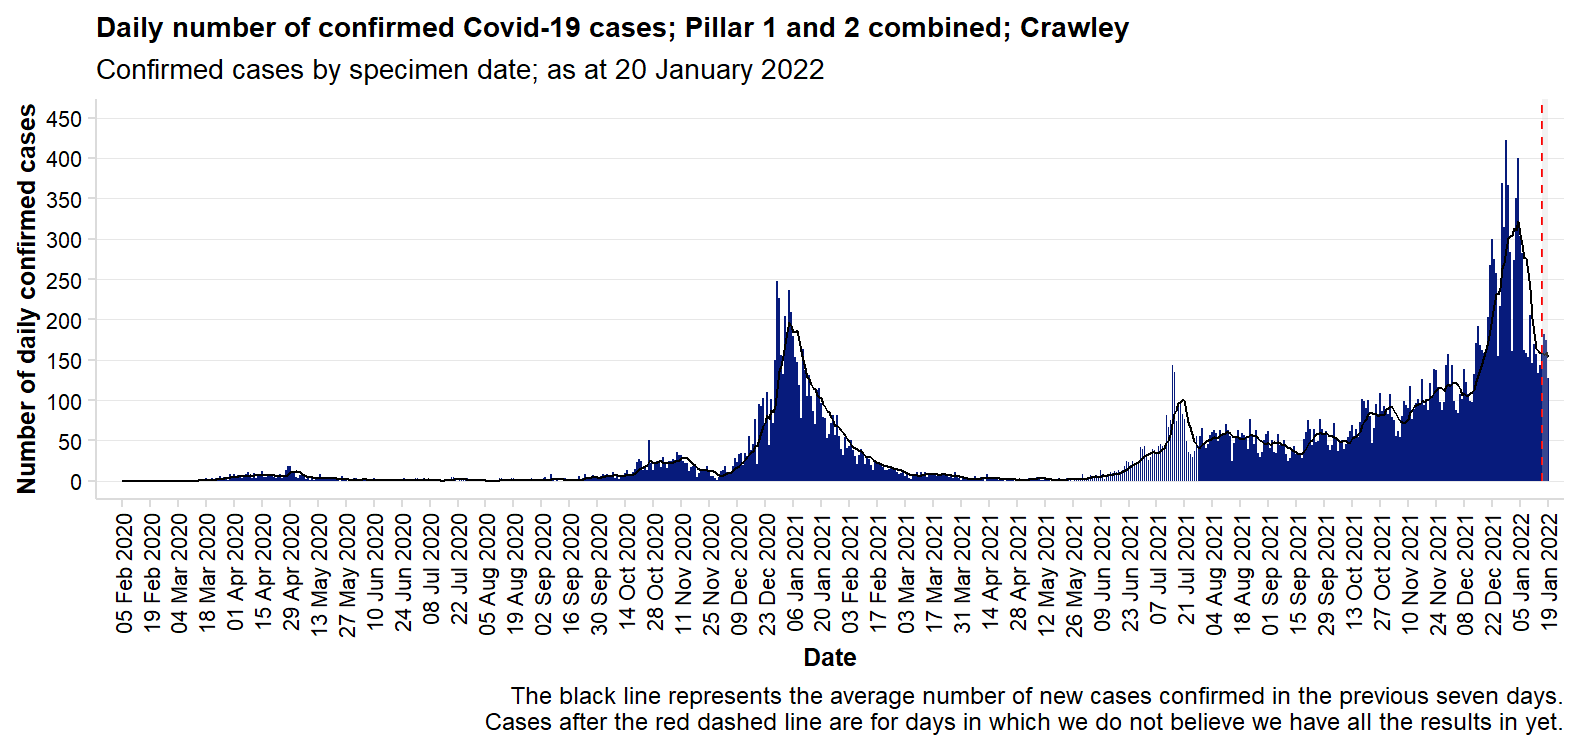 Daily number of confirmed Covid-19 cases; Pillar 1 and 2 combined; Crawley
Confirmed cases by specimen date; as at 20 January 2022
Number of daily confirmed cases
450
400
350
300
250
200
150
100
50
0
05 Feb 2020
19 Feb 2020
04 Mar 2020
18 Mar 2020
01 Apr 2020
15 Apr 2020
29 Apr 2020
13 May 2020
27 May 2020
10 Jun 2020
24 Jun 2020
08 Jul 2020
22 Jul 2020
05 Aug 2020
19 Aug 2020
02 Sep 2020
16 Sep 2020
30 Sep 2020
14 Oct 2020
28 Oct 2020
11 Nov 2020
25 Nov 2020
09 Dec 2020
23 Dec 2020
06 Jan 2021
20 Jan 2021
03 Feb 2021
17 Feb 2021
03 Mar 2021
17 Mar 2021
31 Mar 2021
14 Apr 2021
28 Apr 2021
12 May 2021
26 May 2021
09 Jun 2021
23 Jun 2021
07 Jul 2021
21 Jul 2021
04 Aug 2021
18 Aug 2021
01 Sep 2021
15 Sep 2021
29 Sep 2021
13 Oct 2021
27 Oct 2021
10 Nov 2021
24 Nov 2021
08 Dec 2021
22 Dec 2021
05 Jan 2022
19 Jan 2022
Date
The black line represents the average number of new cases confirmed in the previous seven days.
Cases after the red dashed line are for days in which we do not believe we have all the results in yet.